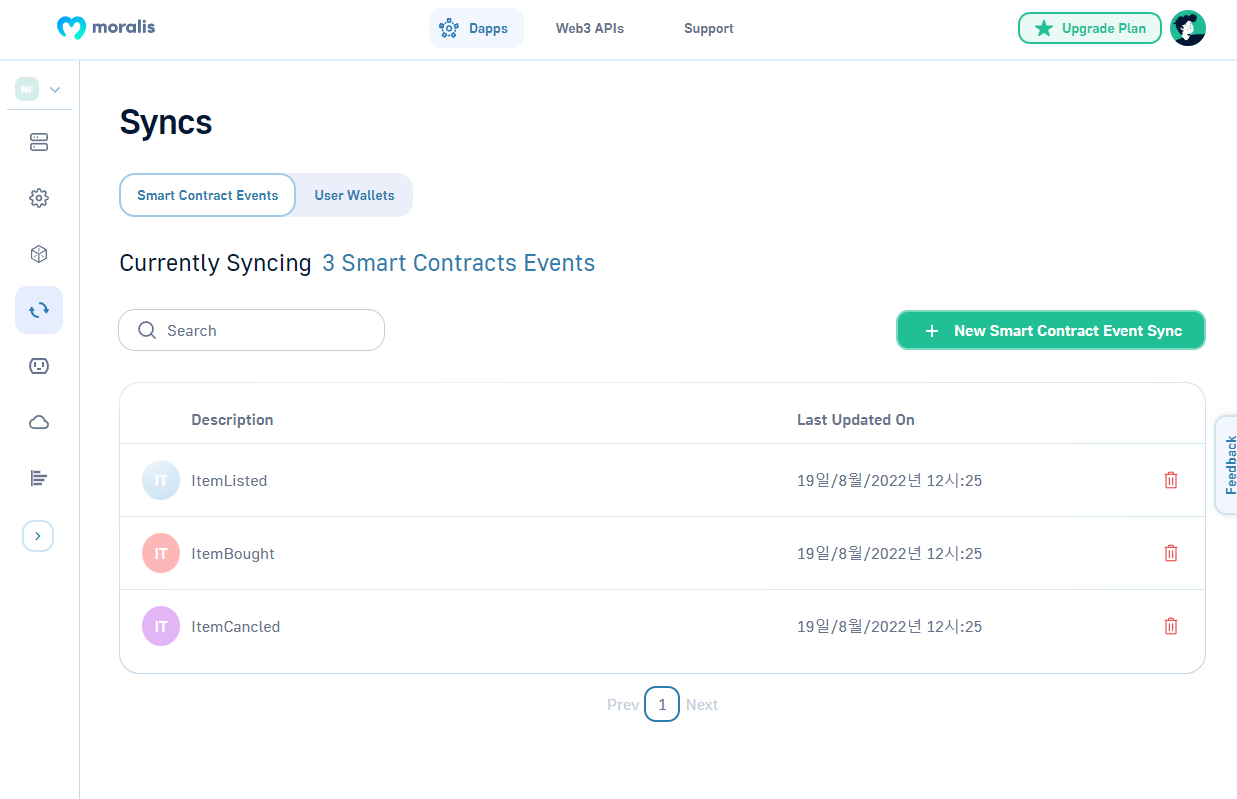 moralis
Dapps
Web3 APIs
Support
Upgrade Plan
NF
Syncs
Smart Contract Events
User Wallets
Currently Syncing 3 Smart Contracts Events
Search
+ New Smart Contract Event Sync
Description
Last Updated On
IT ItemListed 19일/8월/2022년 12시:25
IT ItemBought 19일/8월/2022년 12시:25
IT ItemCancled 19일/8월/2022년 12시:25
Prev 1 Next
Feedback